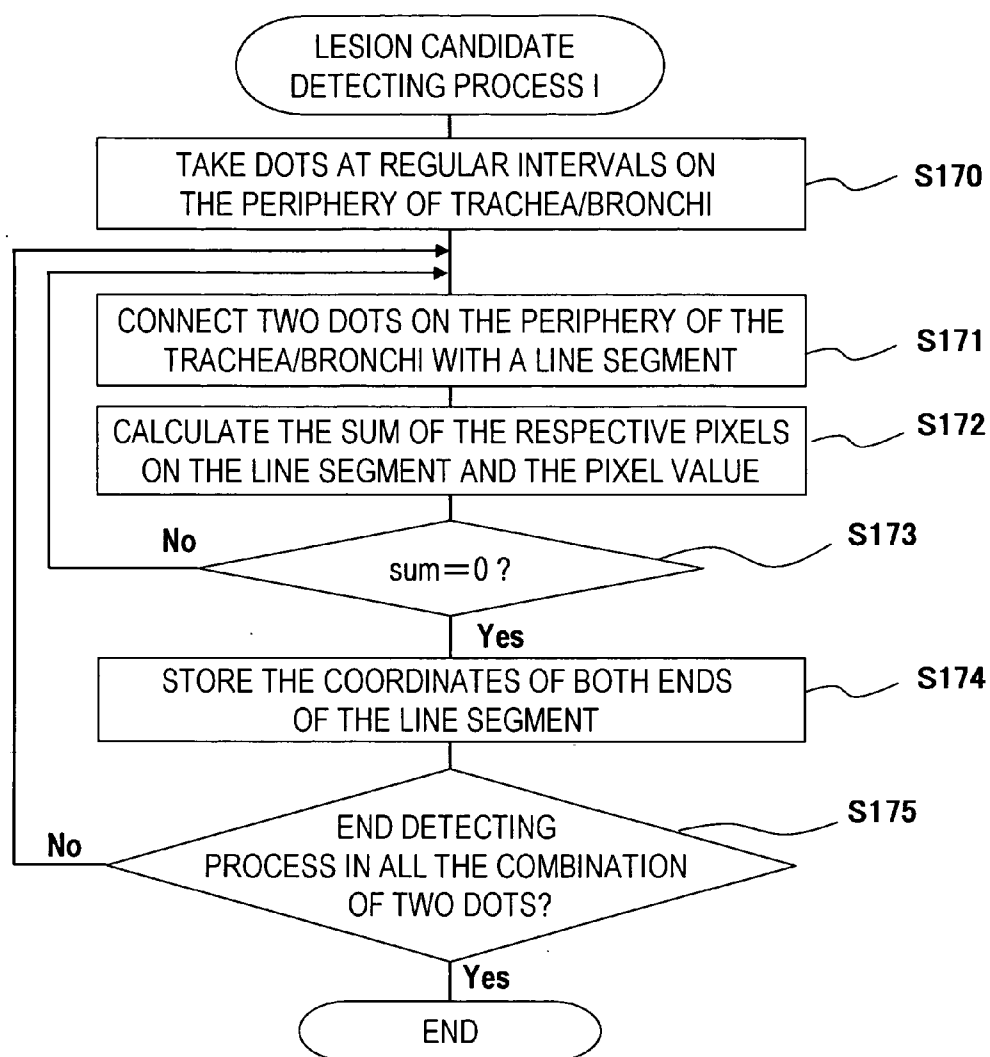 LESION CANDIDATE
DETECTING PROCESS I
TAKE DOTS AT REGULAR INTERVALS ON
THE PERIPHERY OF TRACHEA/BRONCHI
S170
CONNECT TWO DOTS ON THE PERIPHERY OF THE
TRACHEA/BRONCHI WITH A LINE SEGMENT
S171
CALCULATE THE SUM OF THE RESPECTIVE PIXELS
ON THE LINE SEGMENT AND THE PIXEL VALUE
S172
No
sum=0 ?
S173
Yes
STORE THE COORDINATES OF BOTH ENDS
OF THE LINE SEGMENT
S174
No
END DETECTING
PROCESS IN ALL THE COMBINATION
OF TWO DOTS?
S175
Yes
END